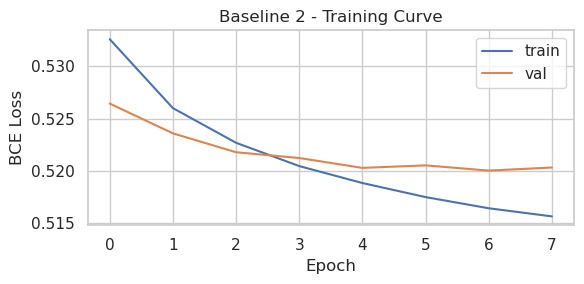 Baseline 2 - Training Curve
train
val
0.530
0.525
0.520
0.515
BCE Loss
0 1 2 3 4 5 6 7
Epoch